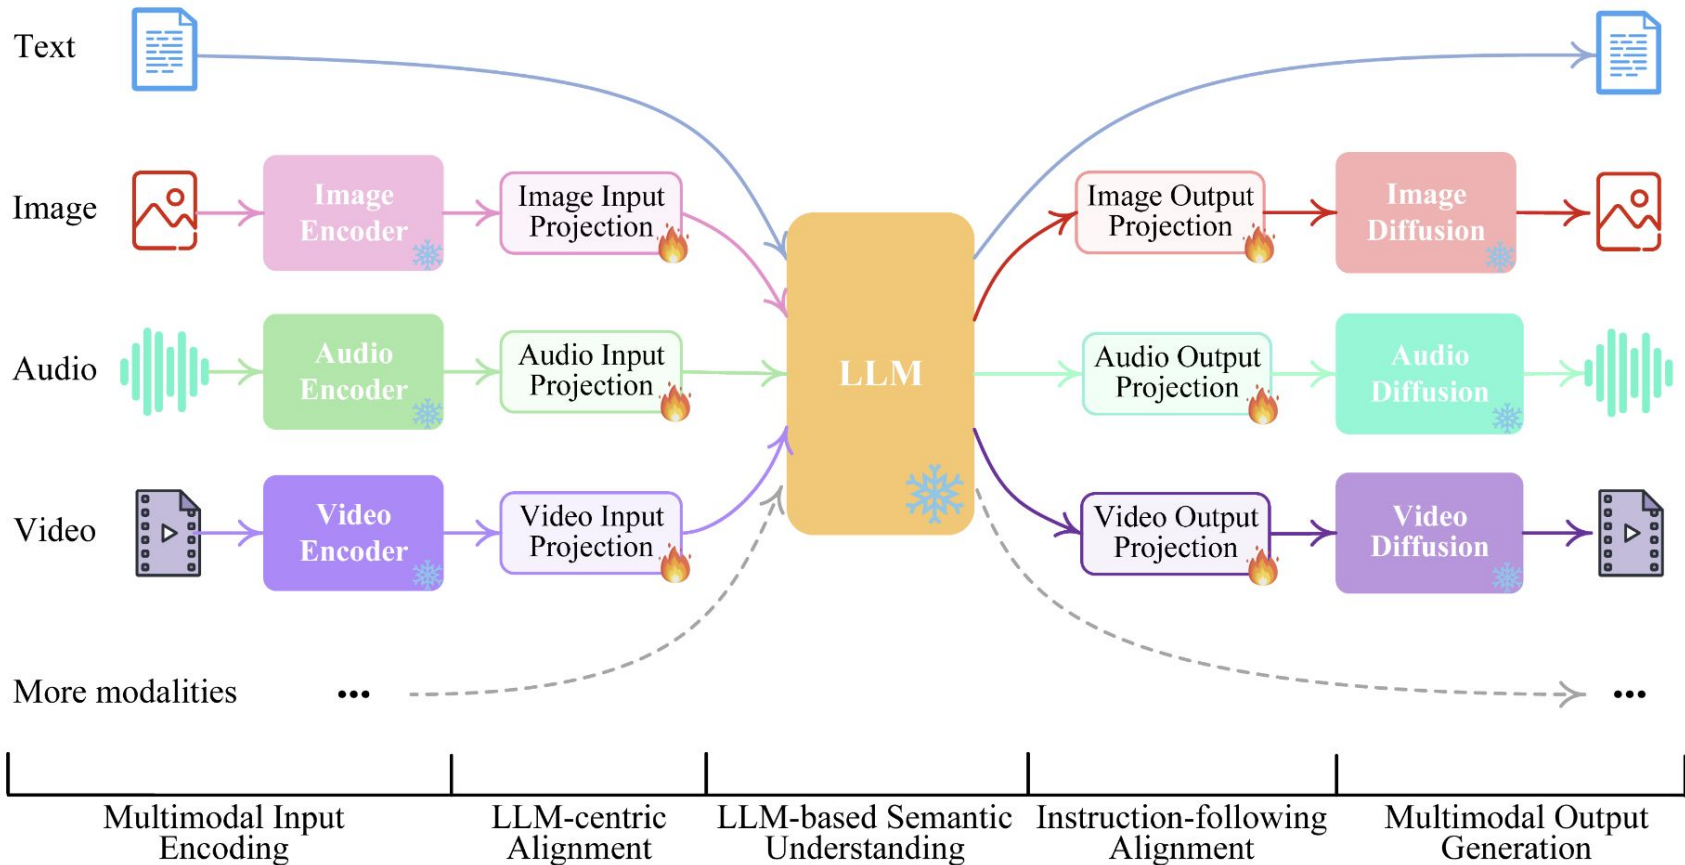 Text
Image
Image
Encoder
Image Input
Projection
Image Output
Projection
Image
Diffusion
Audio
Audio
Encoder
Audio Input
Projection
LLM
Audio Output
Projection
Audio
Diffusion
Video
Video
Encoder
Video Input
Projection
Video Output
Projection
Video
Diffusion
More modalities
...
...
Multimodal Input
Encoding
LLM-centric
Alignment
LLM-based Semantic
Understanding
Instruction-following
Alignment
Multimodal Output
Generation